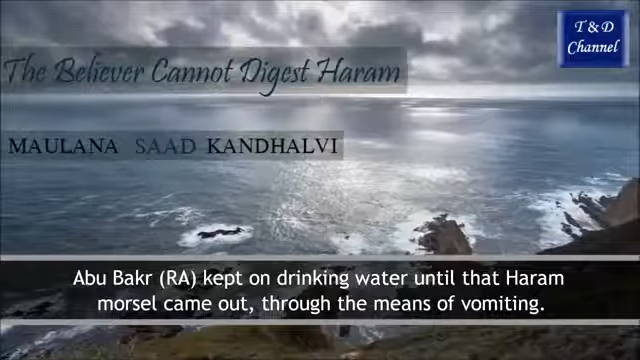 T & D
Channel
The Believer Cannot Digest Haram
MAULANA SAAD KANDHALVI
Abu Bakr (RA) kept on drinking water until that Haram
morsel came out, through the means of vomiting.